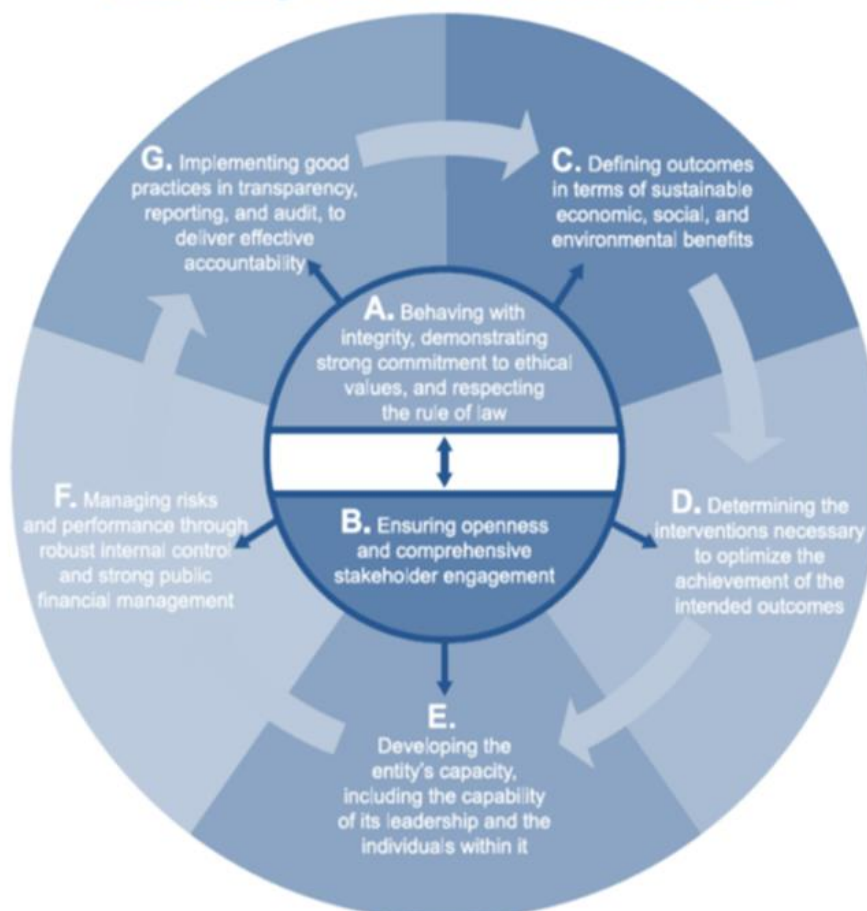 G. Implementing good
practices in transparency,
reporting, and audit, to
deliver effective
accountability
C. Defining outcomes
in terms of sustainable
economic, social, and
environmental benefits
A. Behaving with
integrity, demonstrating
strong commitment to ethical
values, and respecting
the rule of law
F. Managing risks
and performance through
robust internal control
and strong public
financial management
B. Ensuring openness
and comprehensive
stakeholder engagement
D. Determining the
interventions necessary
to optimize the
achievement of the
intended outcomes
E.
Developing the
entity's capacity,
including the capability
of its leadership and the
individuals within it